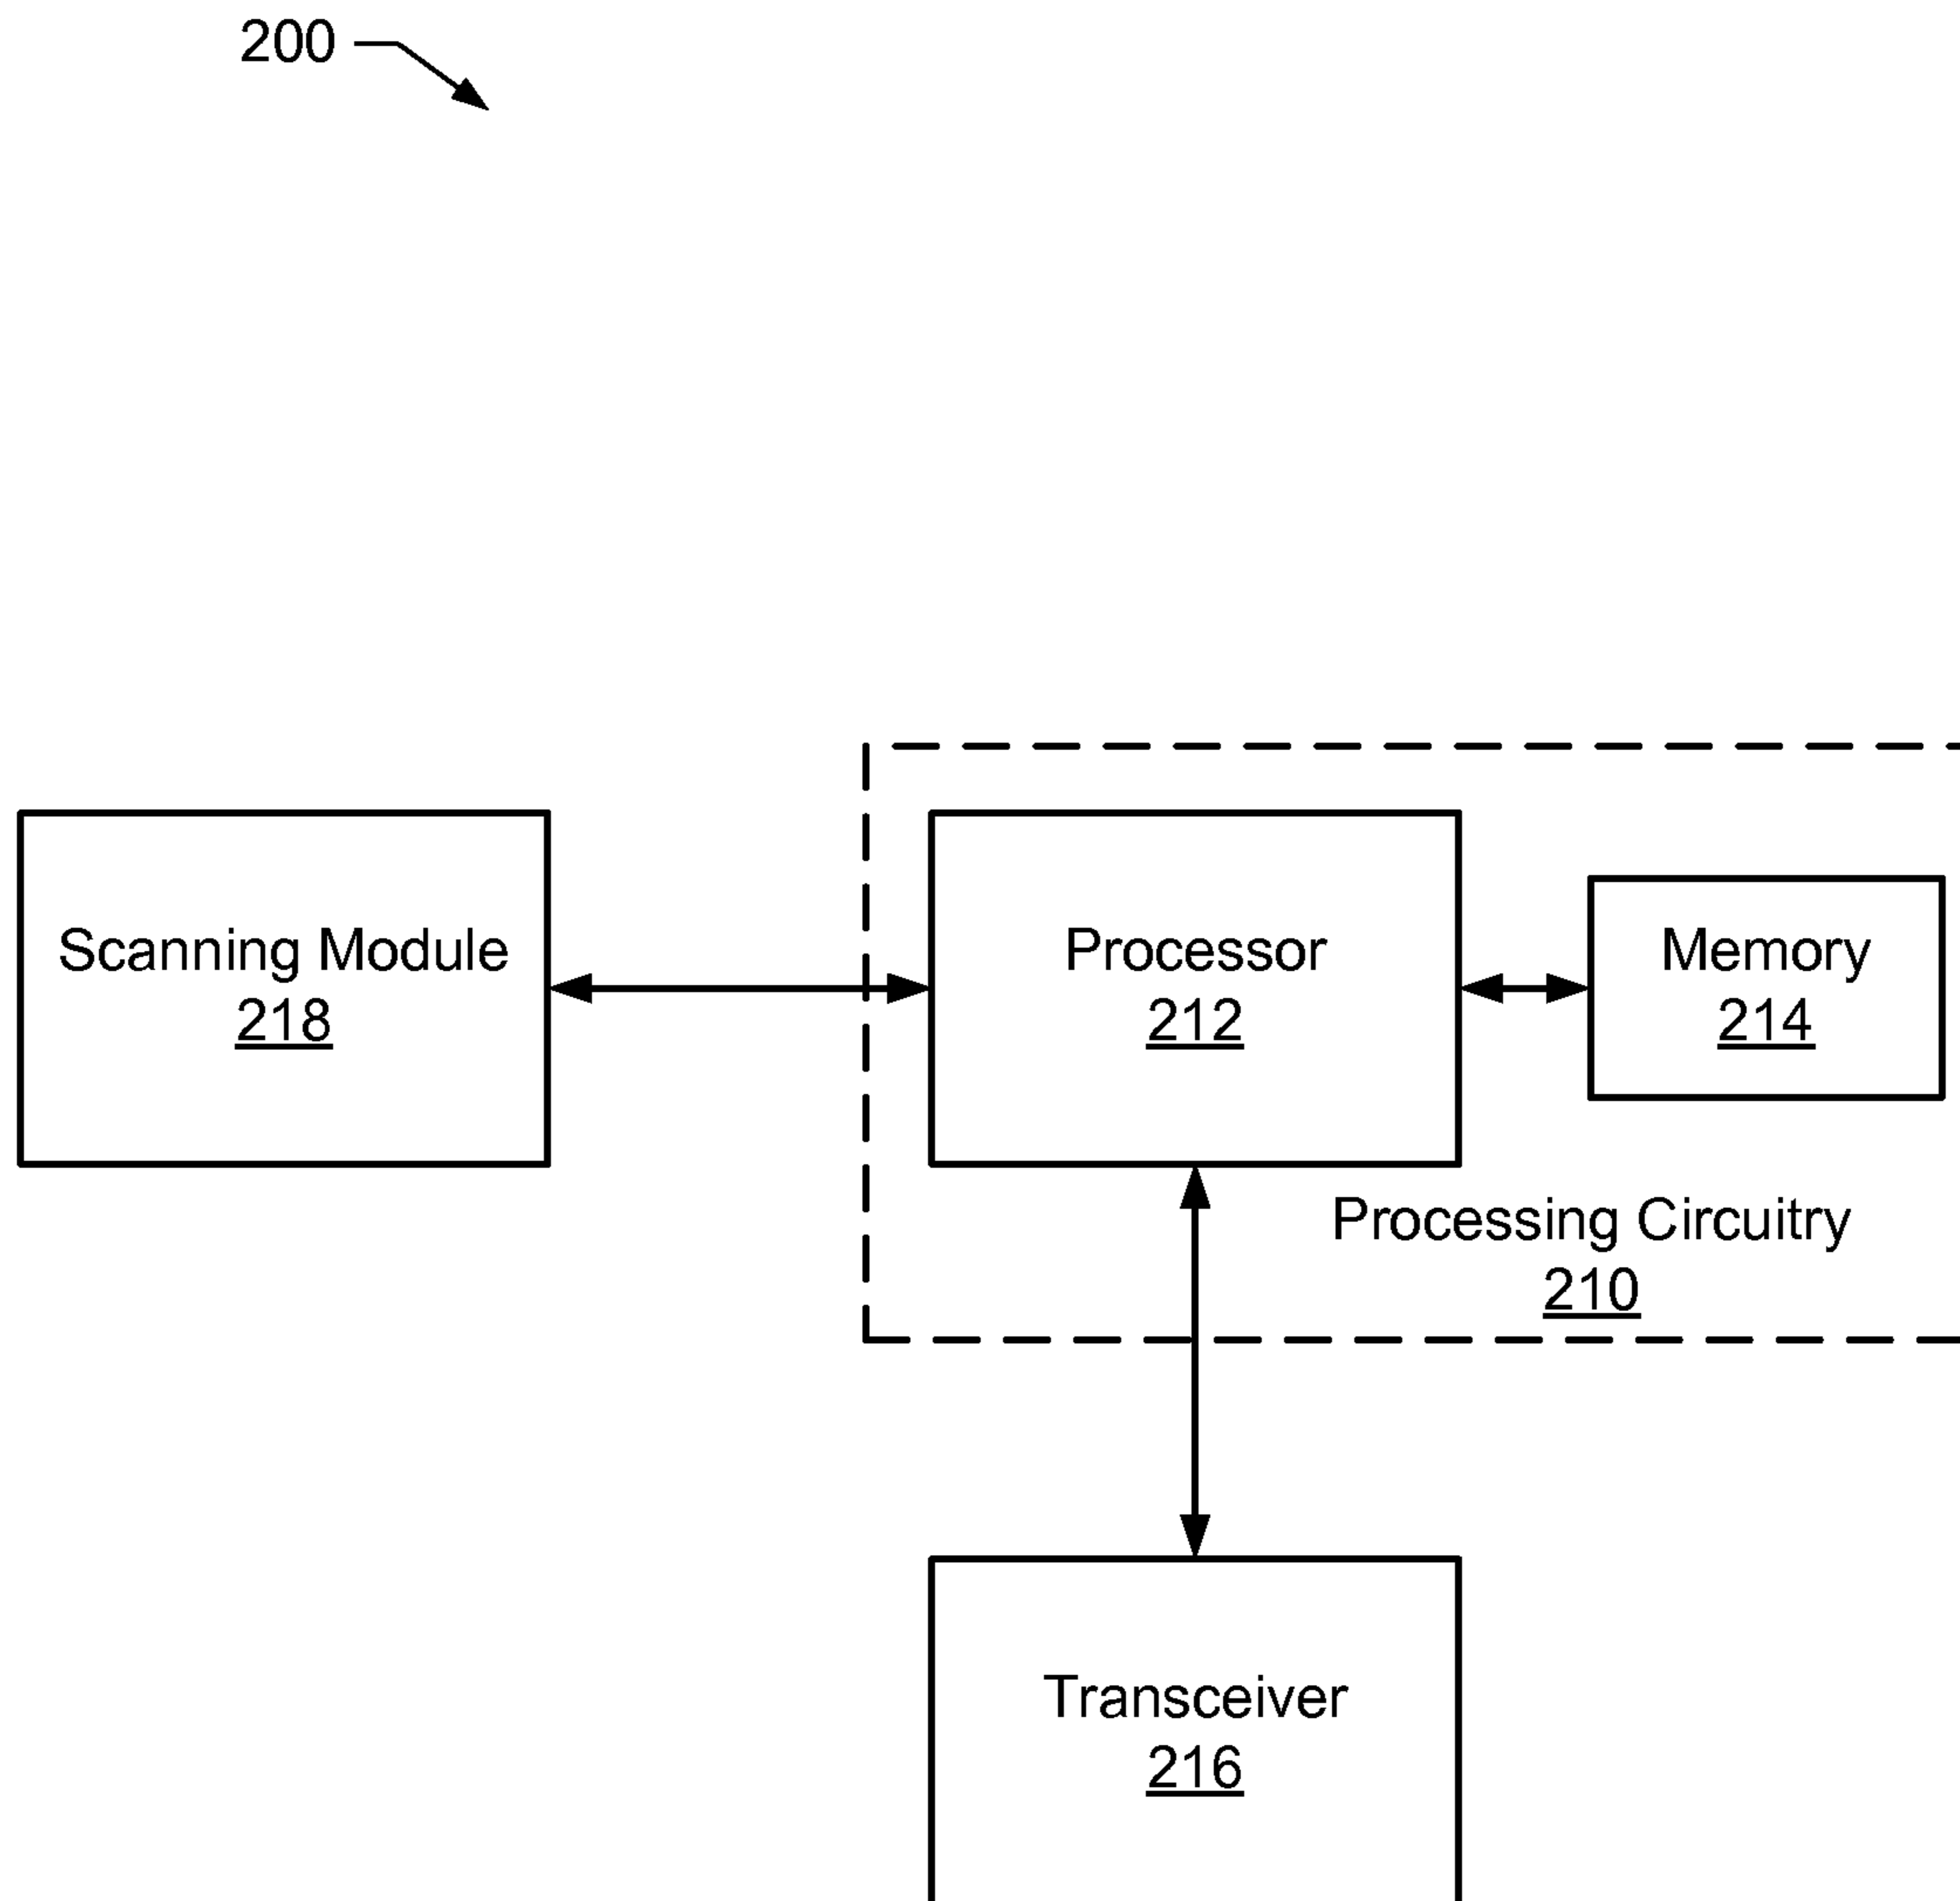 200
Scanning Module
218
Processor
212
Memory
214
Processing Circuitry
210
Transceiver
216